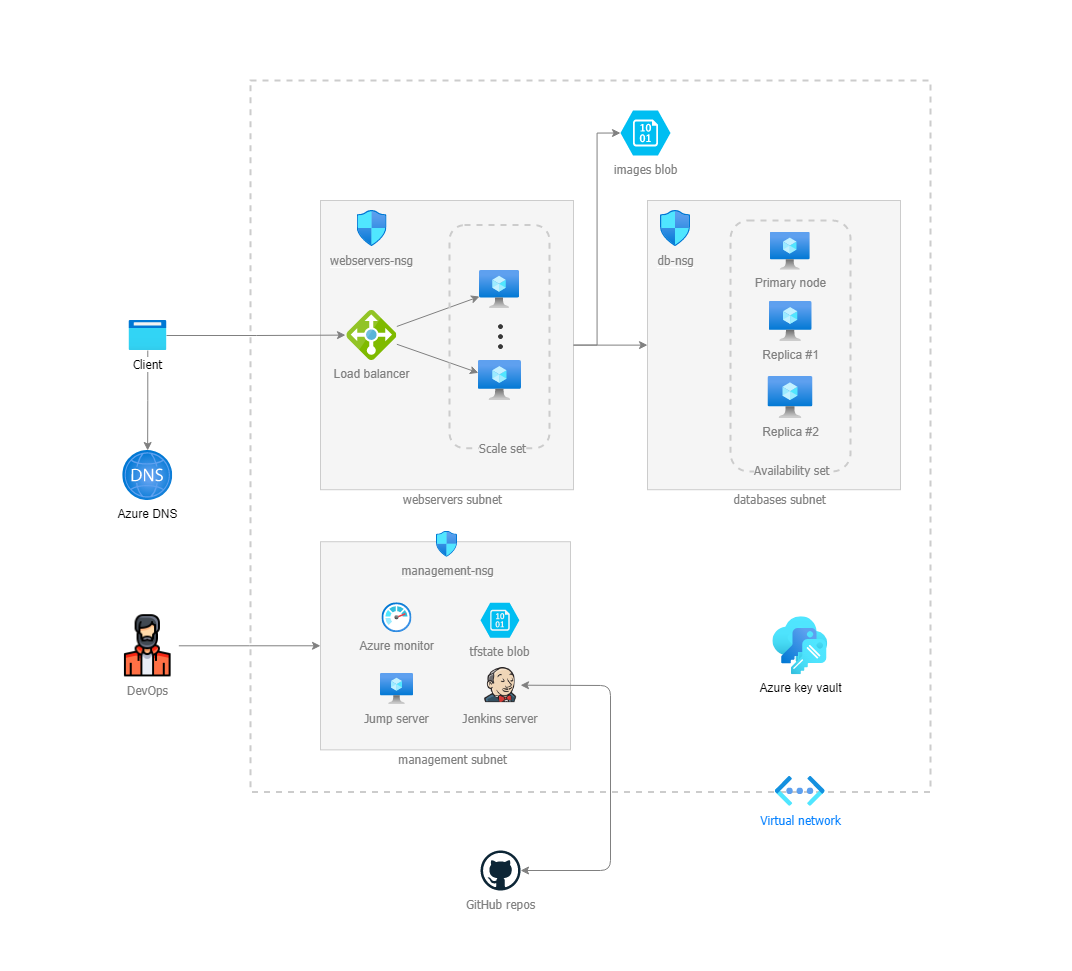 10
01
images blob
webservers-nsg
db-nsg
Primary node
Replica #1
Client
Load balancer
Replica #2
Scale set
Availability set
DNS
webservers subnet
databases subnet
Azure DNS
management-nsg
10
01
Azure monitor
tfstate blob
DevOps
Azure key vault
Jump server
Jenkins server
management subnet
Virtual network
GitHub repos